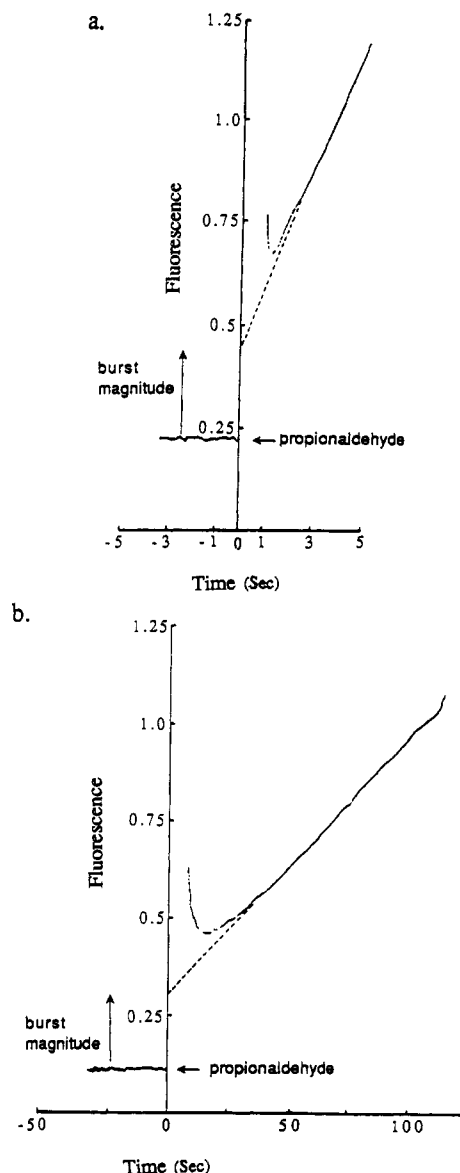 a.
1.25
1.0
0.75
0.5
0.25
Fluorescence
burst
magnitude
propionaldehyde
-5 -3 -1 0 1 3 5
Time (Sec)
b.
1.25
1.0
0.75
0.5
0.25
Fluorescence
burst
magnitude
propionaldehyde
-50 0 50 100
Time (Sec)